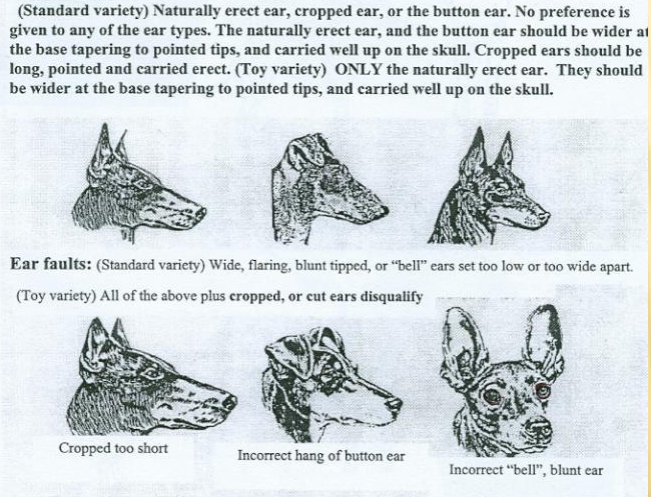 (Standard variety) Naturally erect ear, cropped ear, or the button ear. No preference is
given to any of the ear types. The naturally erect ear, and the button ear should be wider at
the base tapering to pointed tips, and carried well up on the skull. Cropped ears should be
long, pointed and carried erect. (Toy variety) ONLY the naturally erect ear. They should
be wider at the base tapering to pointed tips, and carried well up on the skull.
Ear faults: (Standard variety) Wide, flaring, blunt tipped, or “bell” ears set too low or too wide apart.
(Toy variety) All of the above plus cropped, or cut ears disqualify
Cropped too short
Incorrect hang of button ear
Incorrect “bell”, blunt ear